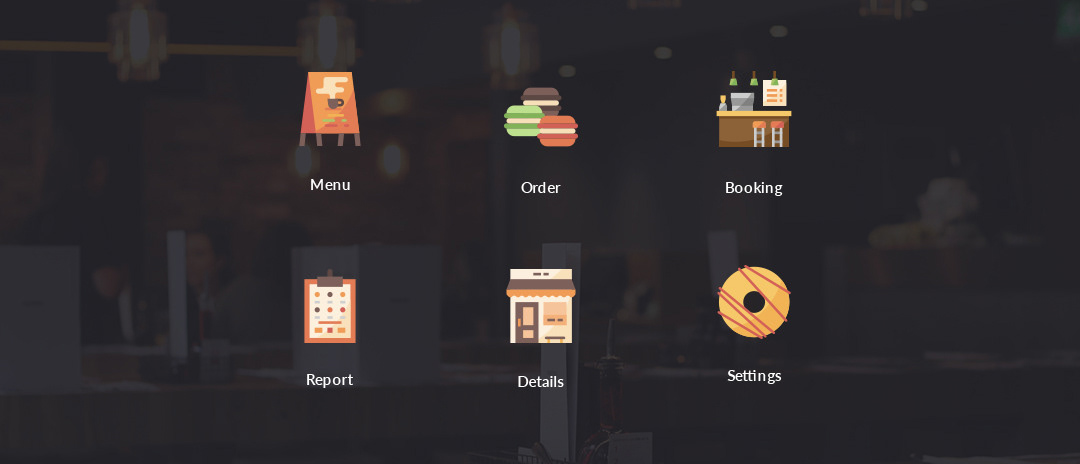 Menu
Order
Booking
Report
Details
Settings